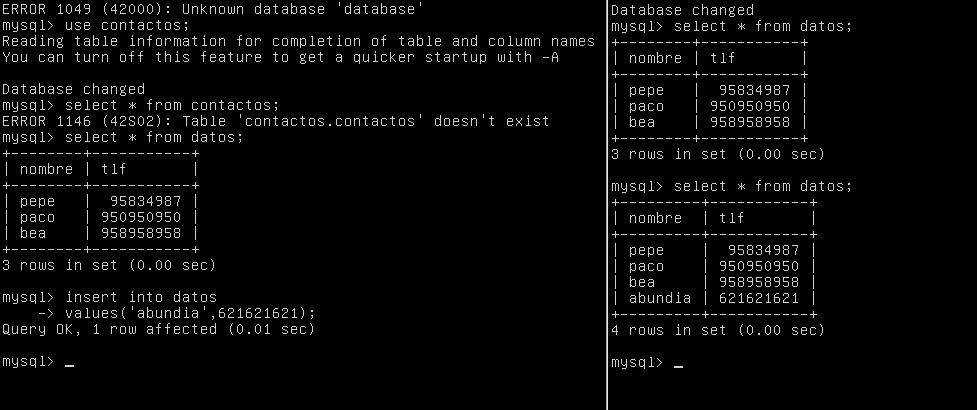 ERROR 1049 (42000): Unknown database 'database'
mysql> use contactos;
Reading table information for completion of table and column names
You can turn off this feature to get a quicker startup with -A
Database changed
mysql> select * from contactos;
ERROR 1146 (42S02): Table 'contactos.contactos' doesn't exist
mysql> select * from datos;
+--------+-----------+
| nombre | tlf       |
+--------+-----------+
| pepe   |  95834987 |
| paco   | 950950950 |
| bea    | 958958958 |
+--------+-----------+
3 rows in set (0.00 sec)
mysql> insert into datos
    -> values('abundia',621621621);
Query OK, 1 row affected (0.01 sec)
mysql> _
Database changed
mysql> select * from datos;
+--------+-----------+
| nombre | tlf       |
+--------+-----------+
| pepe   |  95834987 |
| paco   | 950950950 |
| bea    | 958958958 |
+--------+-----------+
3 rows in set (0.00 sec)
mysql> select * from datos;
+---------+-----------+
| nombre  | tlf       |
+---------+-----------+
| pepe    |  95834987 |
| paco    | 950950950 |
| bea     | 958958958 |
| abundia | 621621621 |
+---------+-----------+
4 rows in set (0.00 sec)
mysql> _